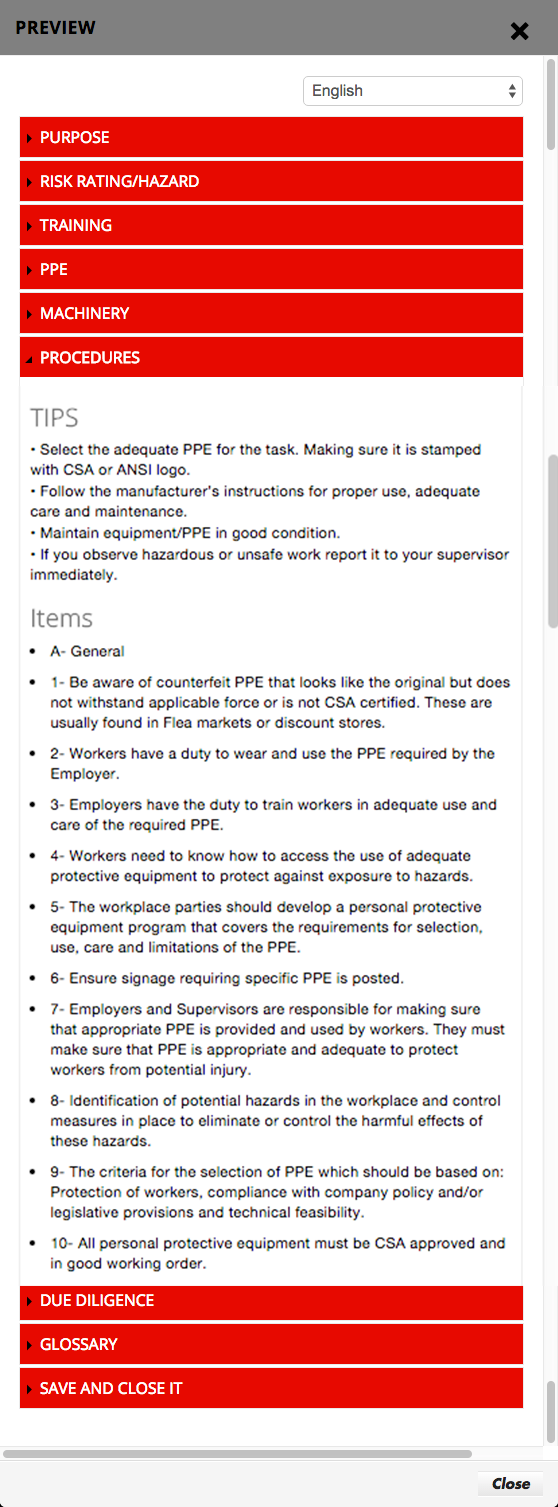 PREVIEW
English
PURPOSE
RISK RATING/HAZARD
TRAINING
PPE
MACHINERY
PROCEDURES
TIPS
• Select the adequate PPE for the task. Making sure it is stamped
with CSA or ANSI logo.
• Follow the manufacturer's instructions for proper use, adequate
care and maintenance.
• Maintain equipment/PPE in good condition.
• If you observe hazardous or unsafe work report it to your supervisor
immediately.
Items
• A- General
• 1- Be aware of counterfeit PPE that looks like the original but does
not withstand applicable force or is not CSA certified. These are
usually found in Flea markets or discount stores.
• 2- Workers have a duty to wear and use the PPE required by the
Employer.
• 3- Employers have the duty to train workers in adequate use and
care of the required PPE.
• 4- Workers need to know how to access the use of adequate
protective equipment to protect against exposure to hazards.
• 5- The workplace parties should develop a personal protective
equipment program that covers the requirements for selection,
use, care and limitations of the PPE.
• 6- Ensure signage requiring specific PPE is posted.
• 7- Employers and Supervisors are responsible for making sure
that appropriate PPE is provided and used by workers. They must
make sure that PPE is appropriate and adequate to protect
workers from potential injury.
• 8- Identification of potential hazards in the workplace and control
measures in place to eliminate or control the harmful effects of
these hazards.
• 9- The criteria for the selection of PPE which should be based on:
Protection of workers, compliance with company policy and/or
legislative provisions and technical feasibility.
• 10- All personal protective equipment must be CSA approved and
in good working order.
DUE DILIGENCE
GLOSSARY
SAVE AND CLOSE IT
Close